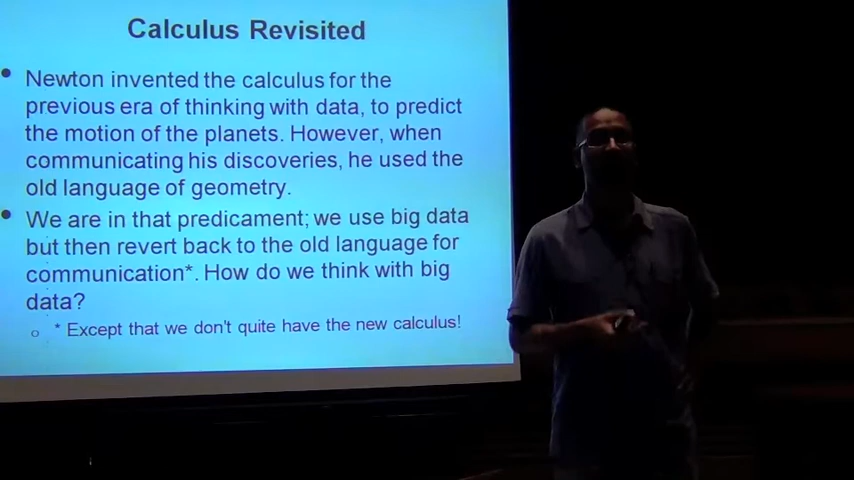 Calculus Revisited
• Newton invented the calculus for the
previous era of thinking with data, to predict
the motion of the planets. However, when
communicating his discoveries, he used the
old language of geometry.
• We are in that predicament; we use big data
but then revert back to the old language for
communication*. How do we think with big
data?
o * Except that we don't quite have the new calculus!